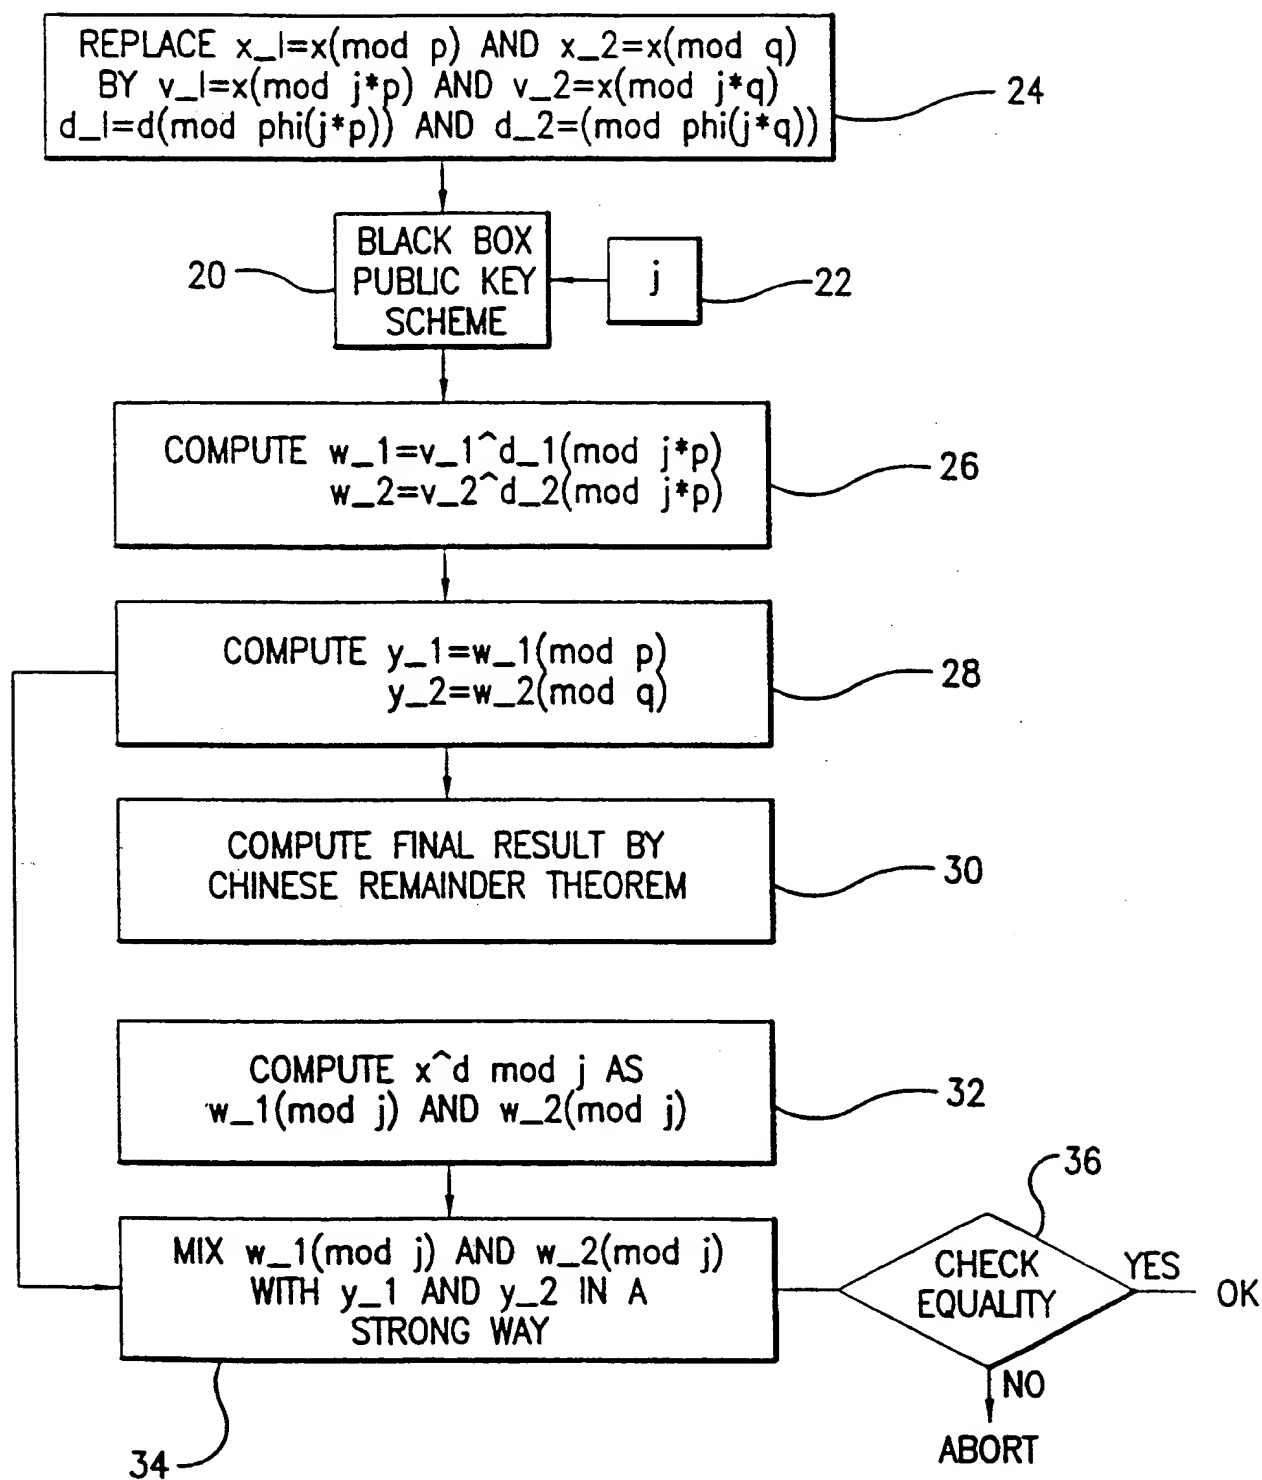 REPLACE x_1=x(mod p) AND x_2=x(mod q)
BY v_1=x(mod j*p) AND v_2=x(mod j*q)
d_1=d(mod phi(j*p)) AND d_2=(mod phi(j*q))
24
BLACK BOX
PUBLIC KEY
SCHEME
20
j
22
COMPUTE w_1=v_1^d_1(mod j*p)
w_2=v_2^d_2(mod j*p)
26
COMPUTE y_1=w_1(mod p)
y_2=w_2(mod q)
28
COMPUTE FINAL RESULT BY
CHINESE REMAINDER THEOREM
30
COMPUTE x^d mod j AS
w_1(mod j) AND w_2(mod j)
32
MIX w_1(mod j) AND w_2(mod j)
WITH y_1 AND y_2 IN A
STRONG WAY
34
36
CHECK
EQUALITY
YES
OK
NO
ABORT